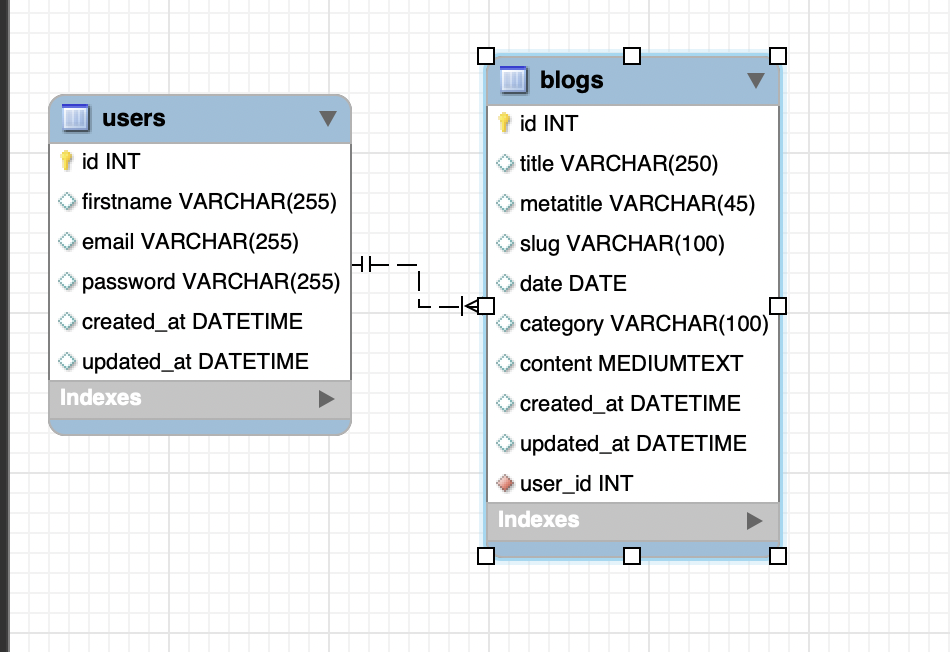 users
id INT
firstname VARCHAR(255)
email VARCHAR(255)
password VARCHAR(255)
created_at DATETIME
updated_at DATETIME
Indexes
blogs
id INT
title VARCHAR(250)
metatitle VARCHAR(45)
slug VARCHAR(100)
date DATE
category VARCHAR(100)
content MEDIUMTEXT
created_at DATETIME
updated_at DATETIME
user_id INT
Indexes